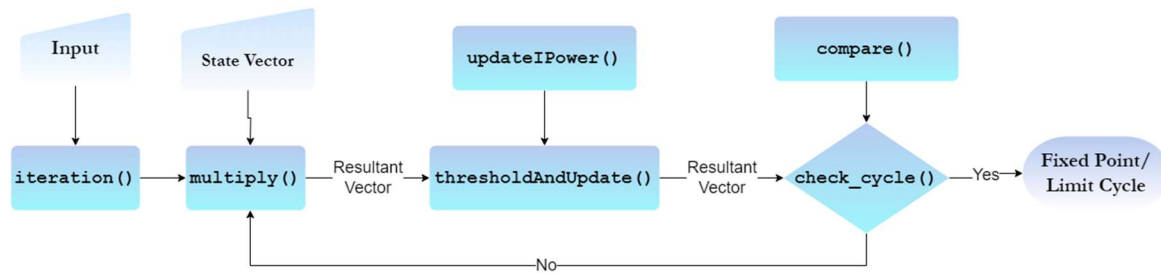 Input
State Vector
updateIPower()
compare()
iteration()
multiply()
Resultant
Vector
thresholdAndUpdate()
Resultant
Vector
check_cycle()
Yes
Fixed Point/
Limit Cycle
No